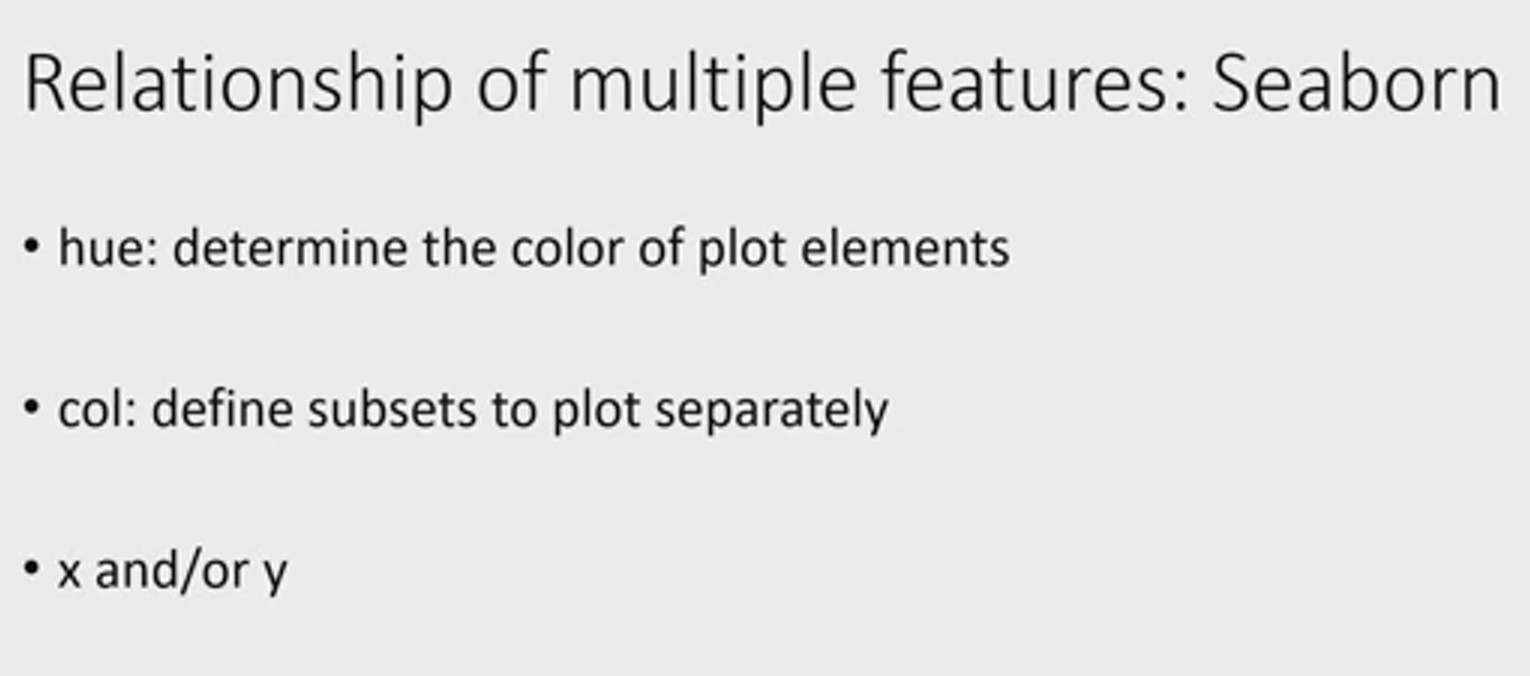 Relationship of multiple features: Seaborn
• hue: determine the color of plot elements
• col: define subsets to plot separately
• x and/or y